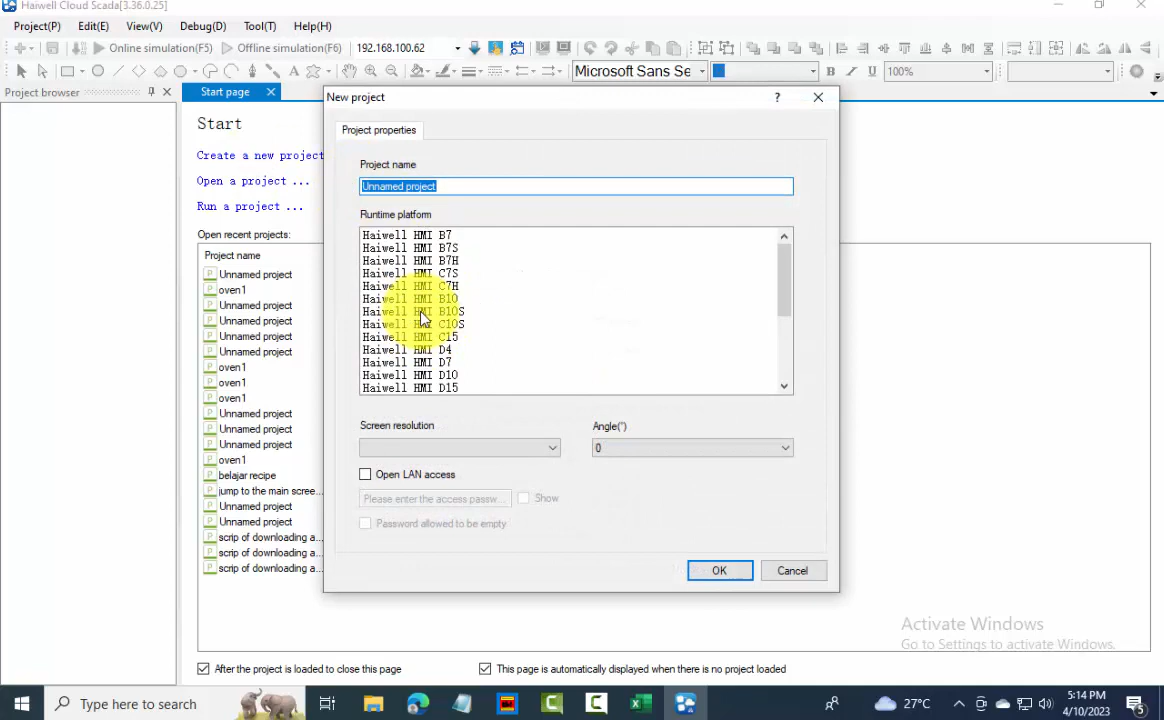 Haiwell Cloud Scada[3.36.0.25]
Project(P) Edit(E) View(V) Debug(D) Tool(T) Help(H)
Online simulation(F5) Offline simulation(F6) 192.168.100.62
Microsoft Sans Se B I U 100%
Project browser
Start page
Start
Create a new project
Open a project ...
Run a project ...
Open recent projects:
Project name
Unnamed project
oven1
Unnamed project
Unnamed project
Unnamed project
Unnamed project
oven1
oven1
oven1
Unnamed project
Unnamed project
Unnamed project
oven1
belajar recipe
jump to the main scree...
Unnamed project
Unnamed project
scrip of downloading a...
scrip of downloading a...
scrip of downloading a...
New project
?
Project properties
Project name
Unnamed project
Runtime platform
Haiwell HMI B7
Haiwell HMI B7S
Haiwell HMI B7H
Haiwell HMI C7S
Haiwell HMI C7H
Haiwell HMI B10
Haiwell HMI B10S
Haiwell HMI C10S
Haiwell HMI C15
Haiwell HMI D4
Haiwell HMI D7
Haiwell HMI D10
Haiwell HMI D15
Screen resolution
Angle(°)
0
Open LAN access
Please enter the access passw...
Show
Password allowed to be empty
OK
Cancel
Activate Windows
Go to Settings to activate Windows.
After the project is loaded to close this page
This page is automatically displayed when there is no project loaded
Type here to search
27°C
5:14 PM
4/10/2023
5